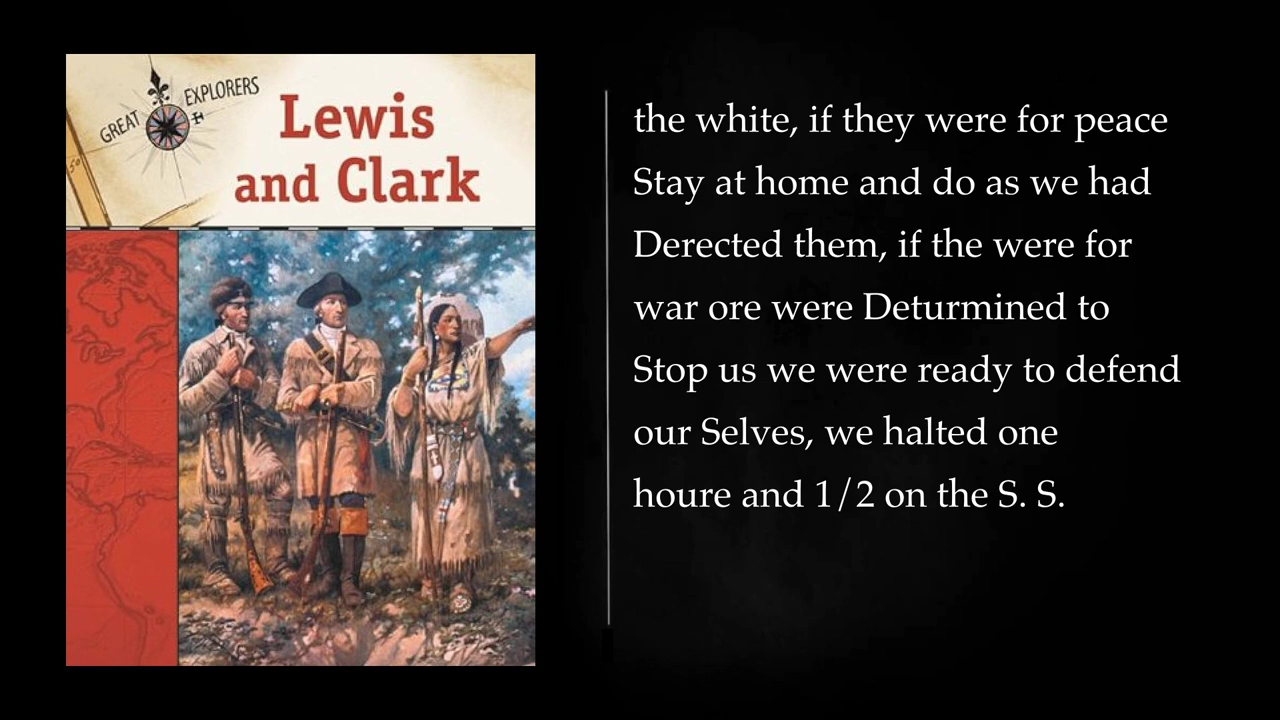 GREAT EXPLORERS
Lewis
and Clark
50
the white, if they were for peace
Stay at home and do as we had
Derected them, if the were for
war ore were Deturmined to
Stop us we were ready to defend
our Selves, we halted one
houre and 1/2 on the S. S.